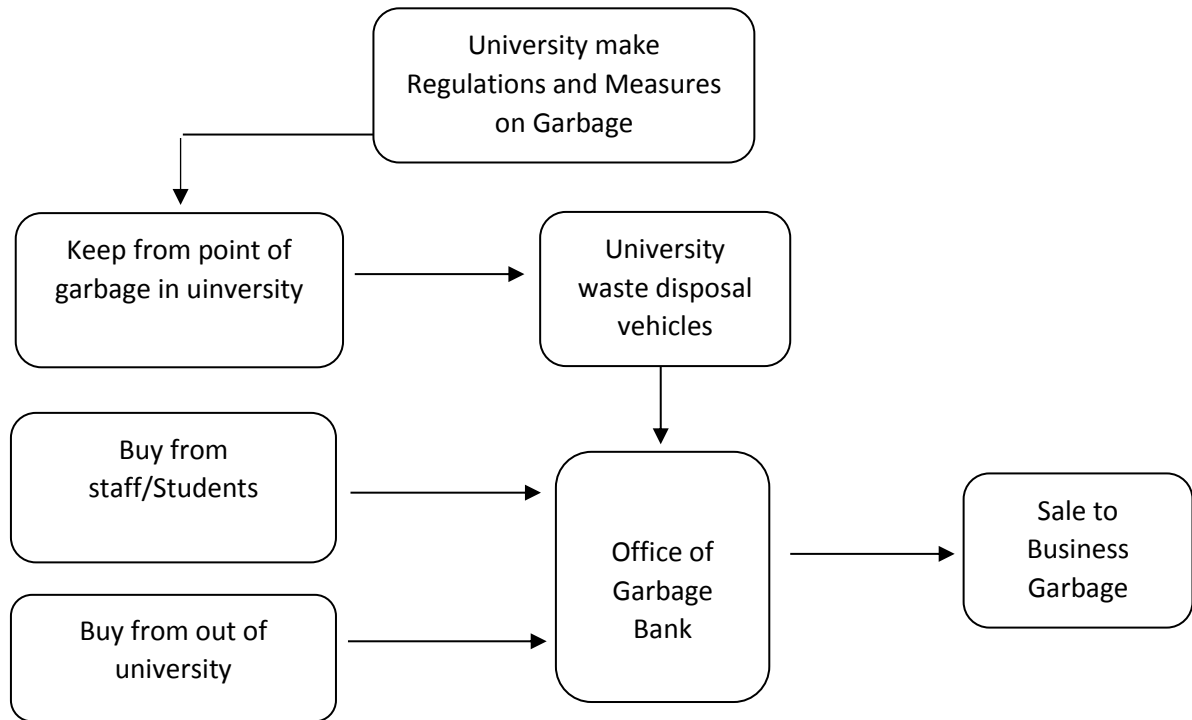 University make
Regulations and Measures
on Garbage
Keep from point of
garbage in uinversity
University
waste disposal
vehicles
Buy from
staff/Students
Office of
Garbage
Bank
Sale to
Business
Garbage
Buy from out of
university